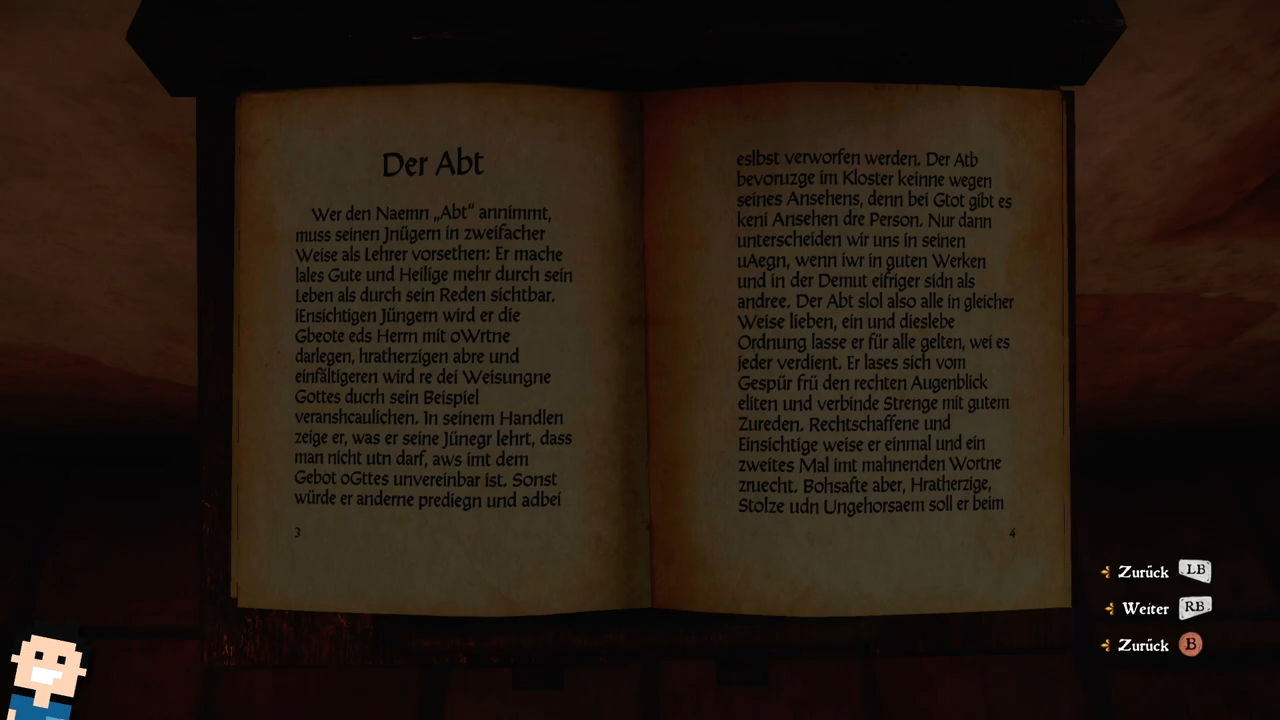 Der Abt
Wer den Naemn „Abt“ annimmt,
muss seinen Jnügern in zweifacher
Weise als Lehrer vorsethen: Er mache
lales Gute und Heilige mehr durch sein
Leben als durch sein Reden sichtbar.
iEnsichtigen Jüngern wird er die
Gbeote eds Herrn mit oWrtne
darlegen, hratherzigen abre und
einfältigeren wird re dei Weisungne
Gottes ducrh sein Beispiel
veranshcaulichen. In seinem Handlen
zeige er, was er seine Jünegr lehrt, dass
man nicht utn darf, aws imt dem
Gebot oGttes unvereinbar ist. Sonst
würde er anderne prediegn und adbei
3
eslbst verworfen werden. Der Atb
bevoruzge im Kloster keinne wegen
seines Ansehens, denn bei Gtot gibt es
keni Ansehen dre Person. Nur dann
unterscheiden wir uns in seinen
uAegn, wenn iwr in guten Werken
und in der Demut eifriger sidn als
andree. Der Abt slol also alle in gleicher
Weise lieben, ein und dieslebe
Ordnung lasse er für alle gelten, wei es
jeder verdient. Er lases sich vom
Gespür frü den rechten Augenblick
eliten und verbinde Strenge mit gutem
Zureden. Rechtschaffene und
Einsichtige weise er einmal und ein
zweites Mal imt mahnenden Wortne
zruecht. Bohsafte aber, Hratherzige,
Stolze udn Ungehorsaem soll er beim
4
Zurück LB
Weiter RB
Zurück B